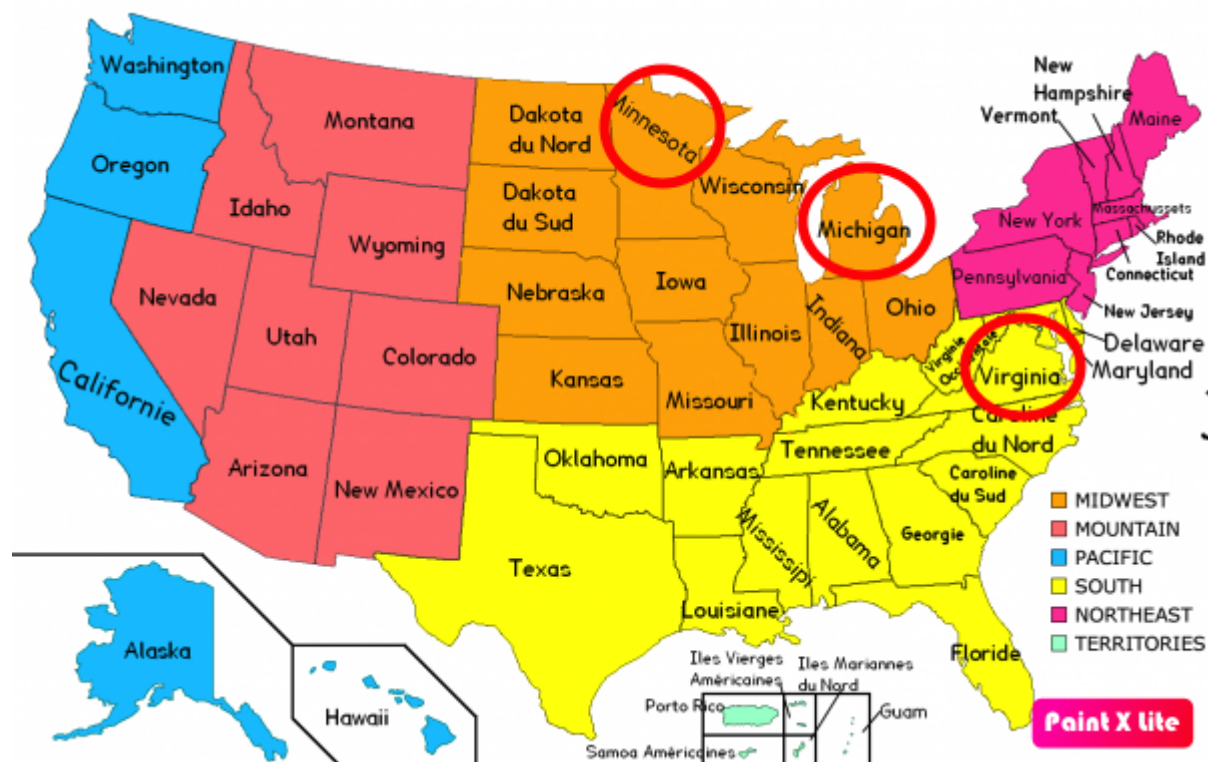 Washington
Oregon
Californie
Montana
Idaho
Wyoming
Nevada
Utah
Colorado
Arizona
New Mexico
Dakota
du Nord
Dakota
du Sud
Minnesota
Wisconsin
Michigan
Nebraska
Iowa
Kansas
Missouri
Illinois
Indiana
Ohio
New
Hampshire
Vermont
Maine
New York
Massachussets
Rhode
Island
Connecticut
Pennsylvania
New Jersey
Delaware
Maryland
Virginie
Occidentale
Virginia
Kentucky
Tennessee
Caroline
du Nord
Caroline
du Sud
Oklahoma
Arkansas
Texas
Louisiane
Mississipi
Alabama
Georgie
Floride
Alaska
Hawaii
Iles Vierges
Américaines
Iles Mariannes
du Nord
Porto Rico
Guam
Samoa Américaines
MIDWEST
MOUNTAIN
PACIFIC
SOUTH
NORTHEAST
TERRITORIES
Paint X Lite